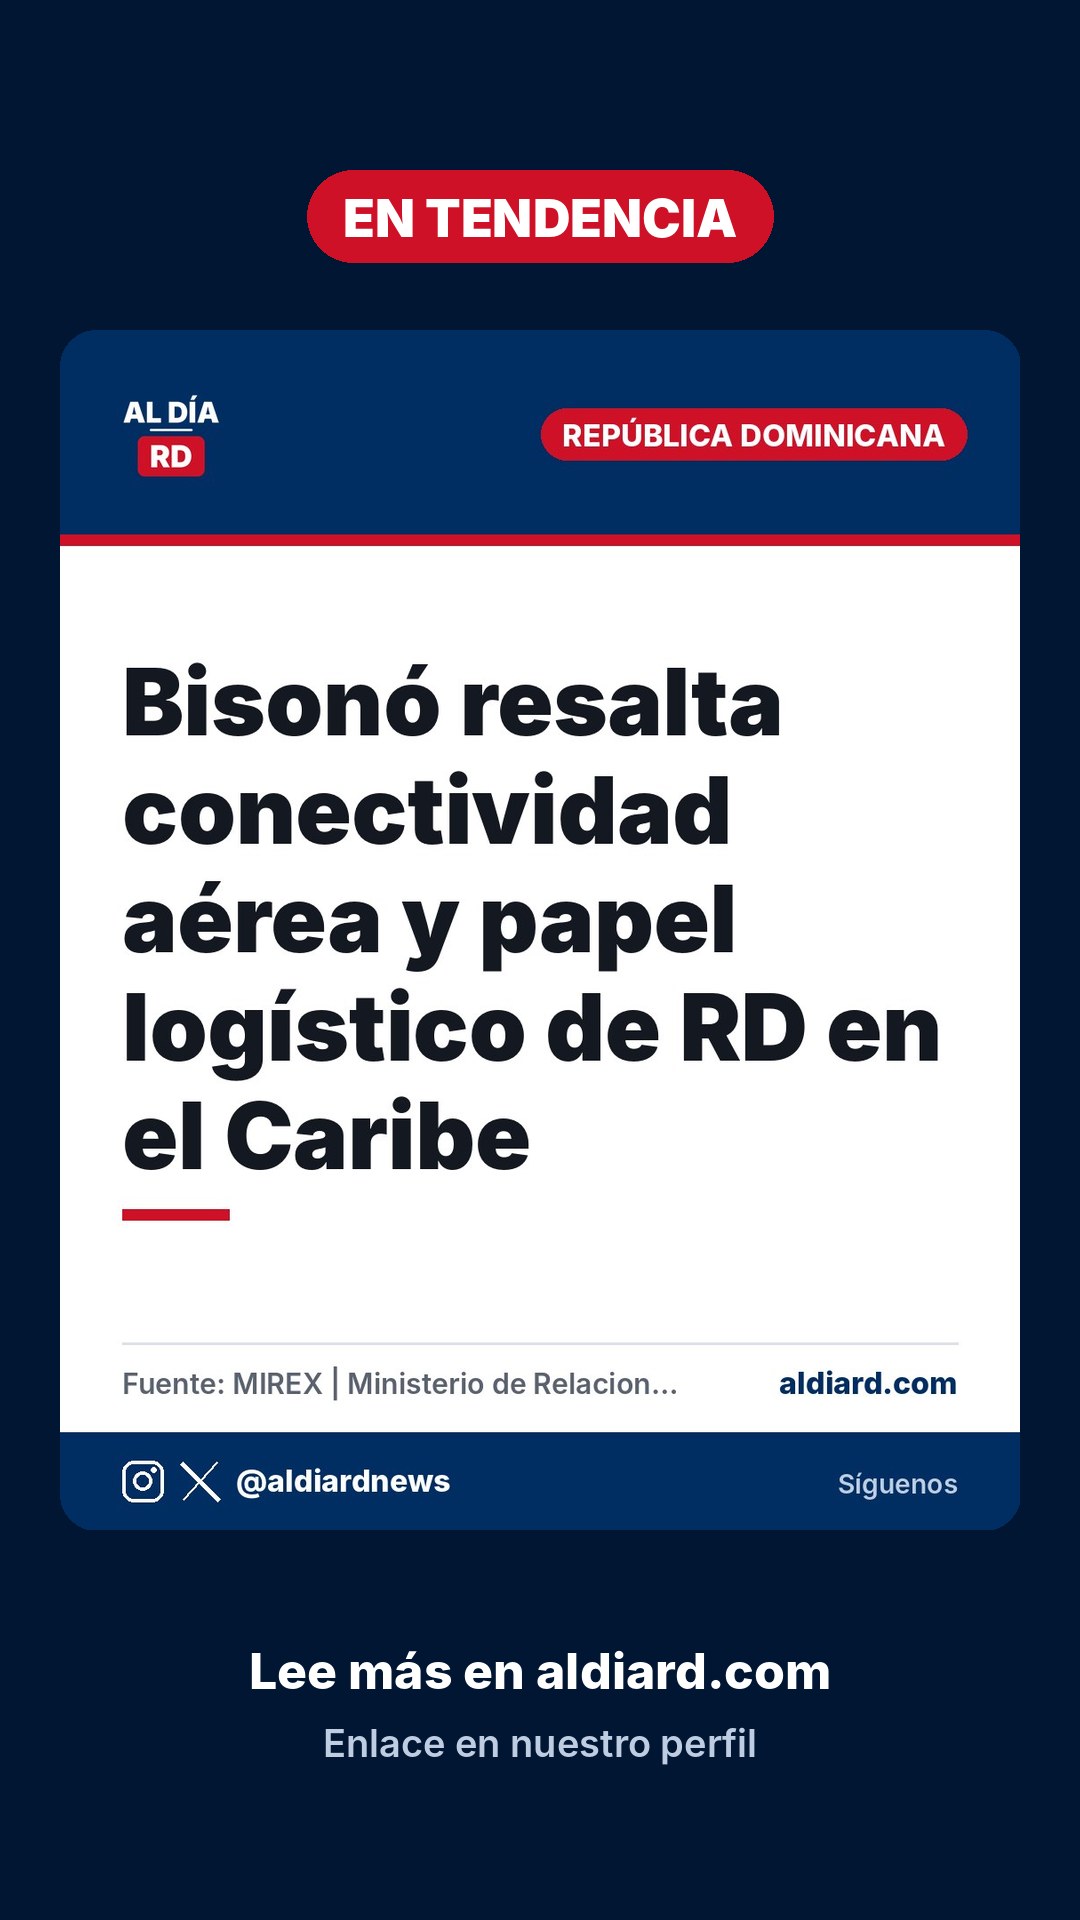 EN TENDENCIA
AL DÍA
RD
REPÚBLICA DOMINICANA
Bisonó resalta
conectividad
aérea y papel
logístico de RD en
el Caribe
Fuente: MIREX | Ministerio de Relacion...
aldiard.com
@aldiardnews
Síguenos
Lee más en aldiard.com
Enlace en nuestro perfil